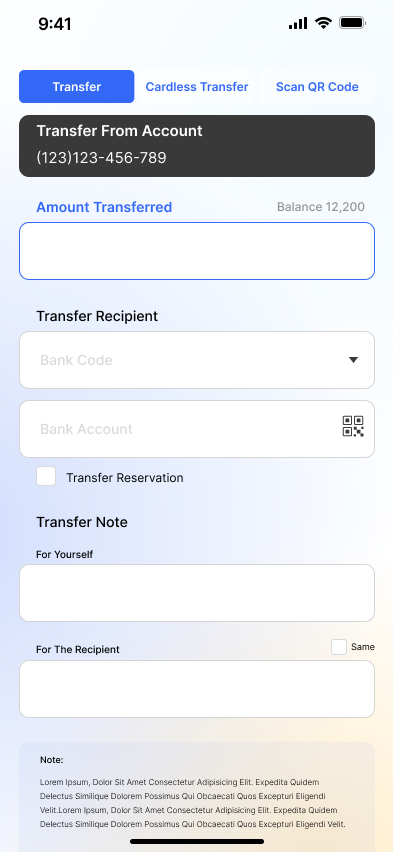 9:41
Transfer
Cardless Transfer
Scan QR Code
Transfer From Account
(123)123-456-789
Amount Transferred
Balance 12,200
Transfer Recipient
Bank Code
Bank Account
Transfer Reservation
Transfer Note
For Yourself
For The Recipient
Same
Note:
Lorem Ipsum, Dolor Sit Amet Consectetur Adipisicing Elit. Expedita Quidem
Delectus Similique Dolorem Possimus Qui Obcaecati Quos Excepturi Eligendi
Velit.Lorem Ipsum, Dolor Sit Amet Consectetur Adipisicing Elit. Expedita Quidem
Delectus Similique Dolorem Possimus Qui Obcaecati Quos Excepturi Eligendi Velit.